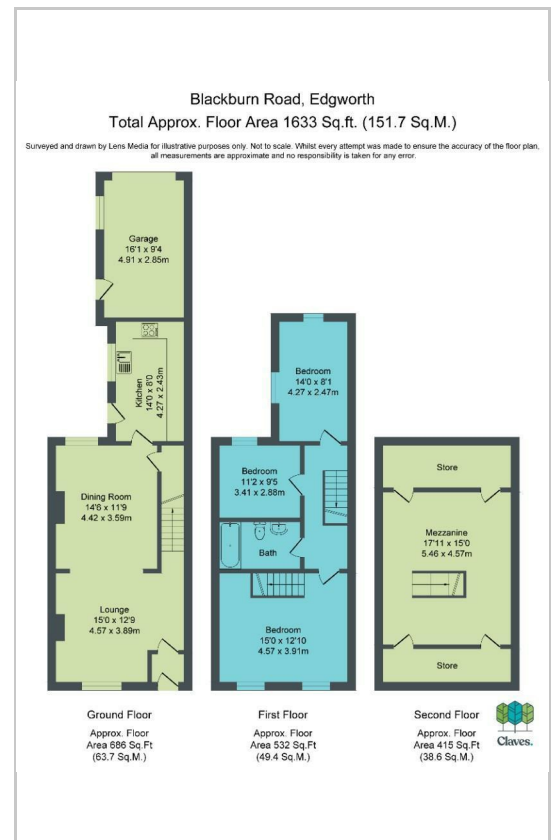 Blackburn Road, Edgworth
Total Approx. Floor Area 1633 Sq.ft. (151.7 Sq.M.)
Surveyed and drawn by Lens Media for illustrative purposes only. Not to scale. Whilst every attempt was made to ensure the accuracy of the floor plan,
all measurements are approximate and no responsibility is taken for any error.
Garage
16'1 x 9'4
4.91 x 2.85m
Kitchen
14'0 x 8'0
4.27 x 2.43m
Dining Room
14'6 x 11'9
4.42 x 3.59m
Lounge
15'0 x 12'9
4.57 x 3.89m
Bedroom
14'0 x 8'1
4.27 x 2.47m
Bedroom
11'2 x 9'5
3.41 x 2.88m
Bath
Bedroom
15'0 x 12'10
4.57 x 3.91m
Store
Mezzanine
17'11 x 15'0
5.46 x 4.57m
Store
Ground Floor
Approx. Floor
Area 686 Sq.Ft
(63.7 Sq.M.)
First Floor
Approx. Floor
Area 532 Sq.Ft
(49.4 Sq.M.)
Second Floor
Approx. Floor
Area 415 Sq.Ft
(38.6 Sq.M.)
Claves.